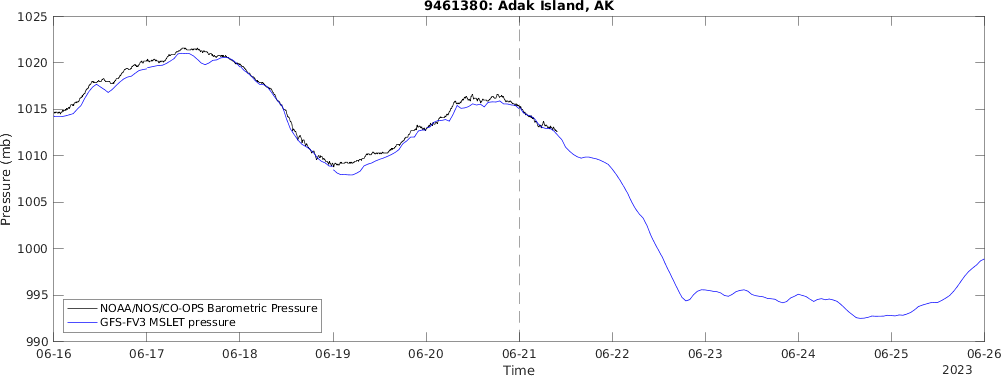 9461380: Adak Island, AK
Pressure (mb)
1025
1020
1015
1010
1005
1000
995
990
NOAA/NOS/CO-OPS Barometric Pressure
GFS-FV3 MSLET pressure
06-16 06-17 06-18 06-19 06-20 06-21 06-22 06-23 06-24 06-25 06-26
Time
2023